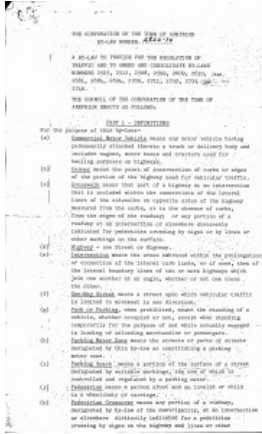 THE CORPORATION OF THE TOWN OF
BY-LAW NUMBER
A BY-LAW TO PROVIDE FOR THE REGULATION OF
TRAFFIC AND TO AMEND AND CONSOLIDATE BY-LAWS
THE COUNCIL OF THE CORPORATION OF THE TOWN OF
ENACTS AS FOLLOWS:
PART I - DEFINITIONS
For the purpose of this by-law-
(a) Commercial Motor Vehicle means any motor vehicle having
permanently attached thereto a truck or delivery body and
includes motor buses and tractors used for
hauling purposes on highways.
(b) Corner means the point of intersection of curbs or edges
of the portion of the highway used for vehicular traffic.
(c) Crosswalk means that part of a highway at an intersection
that is included within the connections of the lateral
lines of the sidewalks on opposite sides of the highway
measured from the curbs, or in the absence of curbs,
from the edges of the roadway or any portion of a
roadway at an intersection or elsewhere distinctly
indicated for pedestrian crossing by signs or by lines or
other markings on the surface.
(d) Highway - see Street or Highway.
(e) Intersection means the area embraced within the prolongation
or connection of the lateral curb lines, or if none, then of
the lateral boundary lines of two or more highways which
join one another at an angle, whether or not one crosses
the other.
(f) One-Way Street means a street upon which vehicular traffic
is limited to movement in one direction.
(g) Park or Parking, when prohibited, means the standing of a
vehicle, whether occupied or not, except when standing
temporarily for the purpose of and while actually engaged
in loading or unloading merchandise or passengers.
(h) Parking Meter Zone means the streets or parts of streets
designated by this by-law as constituting a parking
meter zone.
(i) Parking Space means a portion of the surface of a street
designated by suitable markings, the use of which is
controlled and regulated by a parking meter.
(j) Pedestrian means a person afoot and an invalid or child
in a wheelchair or carriage.
(k) Pedestrian Crossover means any portion of a roadway,
designated by by-law of the municipality, at an intersection
or elsewhere distinctly indicated for a pedestrian
crossing by signs on the highway and lines or other